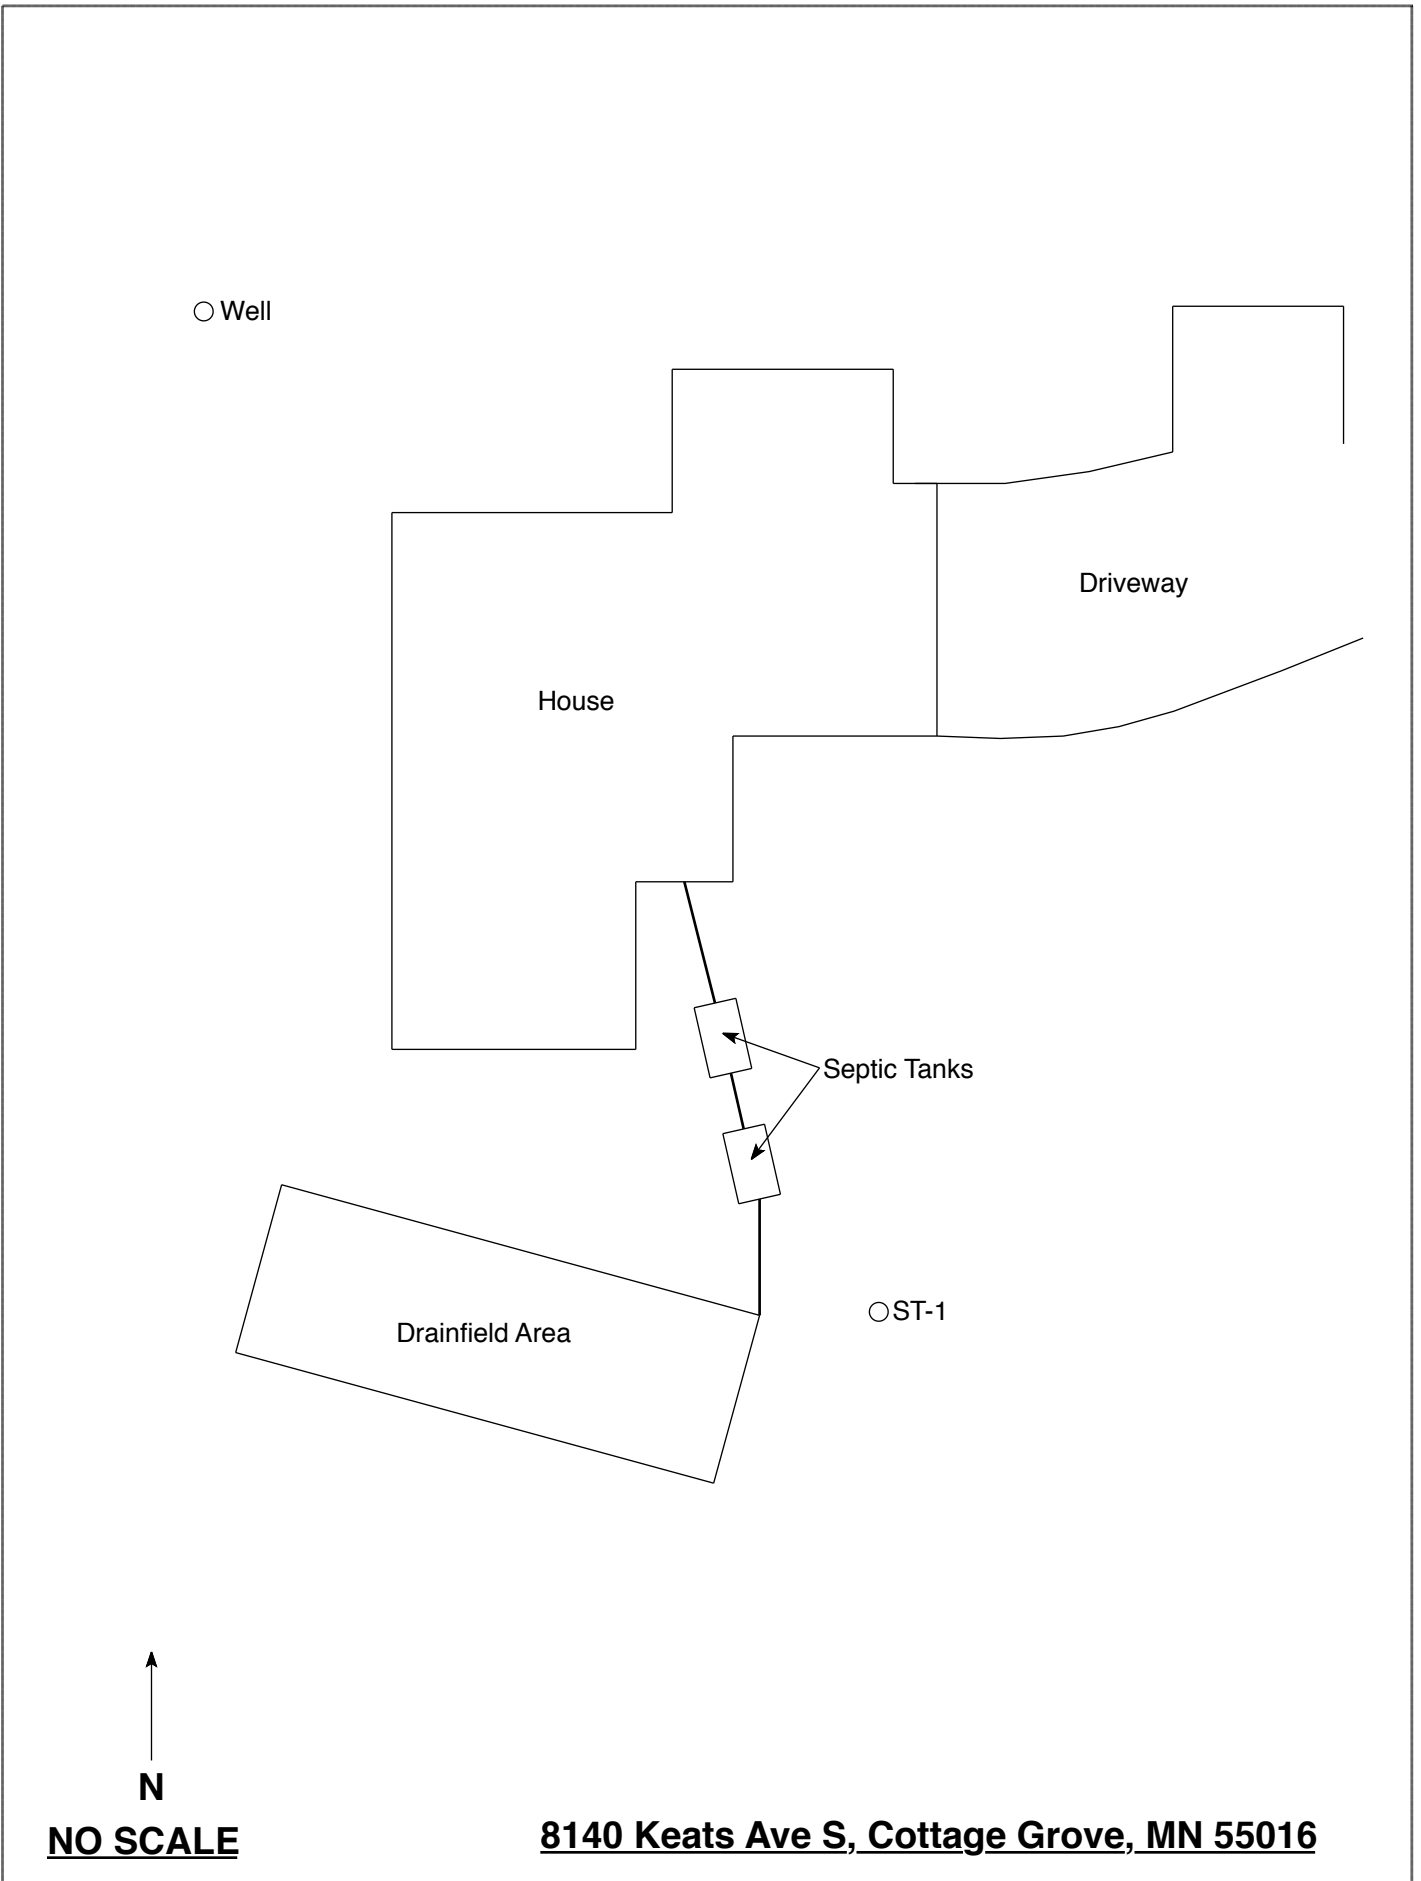 Well
Driveway
House
Septic Tanks
ST-1
Drainfield Area
N
NO SCALE
8140 Keats Ave S, Cottage Grove, MN 55016